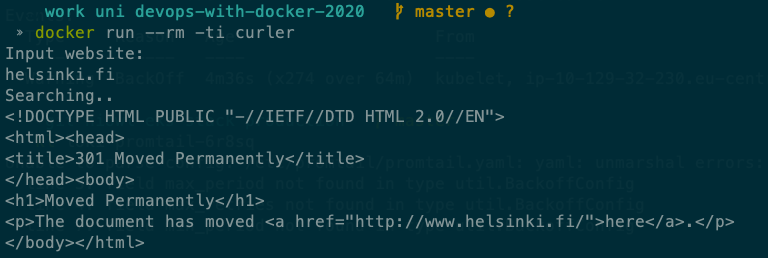 work uni devops-with-docker-2020 master ● ?
» docker run --rm -ti curler
Input website:
helsinki.fi
Searching..
<!DOCTYPE HTML PUBLIC "-//IETF//DTD HTML 2.0//EN">
<html><head>
<title>301 Moved Permanently</title>
</head><body>
<h1>Moved Permanently</h1>
<p>The document has moved <a href="http://www.helsinki.fi/">here</a>.</p>
</body></html>